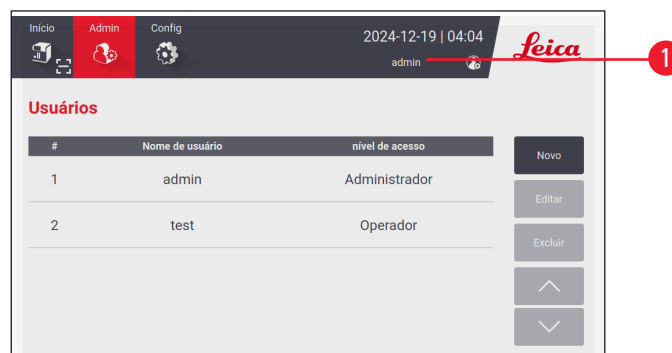 Início Admin Config
2024-12-19 | 04:04
admin
Leica
1
Usuários
# Nome de usuário nível de acesso
1 admin Administrador
2 test Operador
Novo
Editar
Excluir